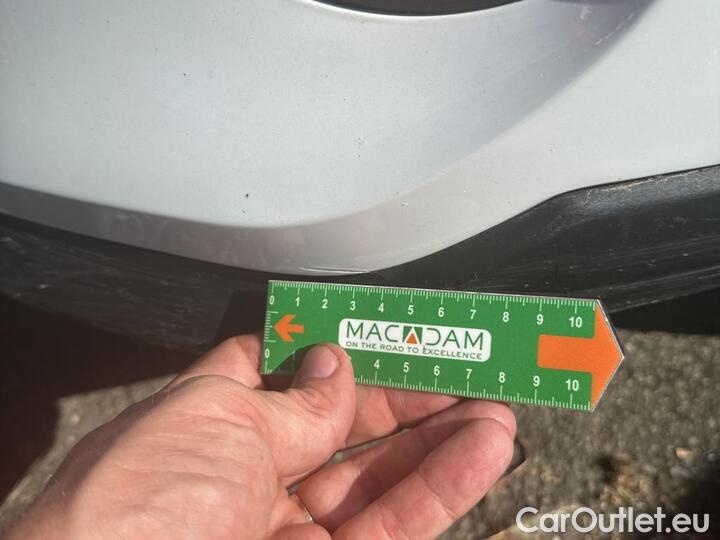 0 1 2 3 4 5 6 7 8 9 10
MACADAM
ON THE ROAD TO EXCELLENCE
0 4 5 6 7 8 9 10
CarOutlet.eu